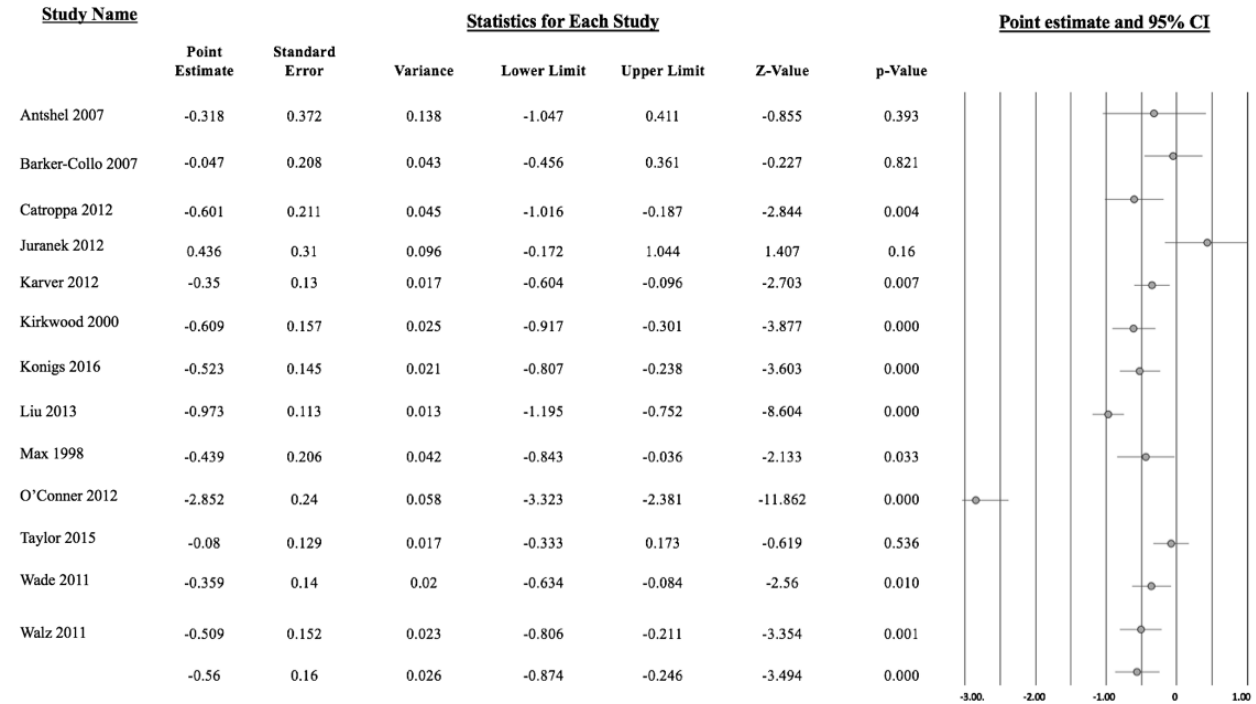 Study Name Statistics for Each Study Point estimate and 95% CI
Point Estimate Standard Error Variance Lower Limit Upper Limit Z-Value p-Value
Antshel 2007 -0.318 0.372 0.138 -1.047 0.411 -0.855 0.393
Barker-Collo 2007 -0.047 0.208 0.043 -0.456 0.361 -0.227 0.821
Catroppa 2012 -0.601 0.211 0.045 -1.016 -0.187 -2.844 0.004
Juranek 2012 0.436 0.31 0.096 -0.172 1.044 1.407 0.16
Karver 2012 -0.35 0.13 0.017 -0.604 -0.096 -2.703 0.007
Kirkwood 2000 -0.609 0.157 0.025 -0.917 -0.301 -3.877 0.000
Konigs 2016 -0.523 0.145 0.021 -0.807 -0.238 -3.603 0.000
Liu 2013 -0.973 0.113 0.013 -1.195 -0.752 -8.604 0.000
Max 1998 -0.439 0.206 0.042 -0.843 -0.036 -2.133 0.033
O’Conner 2012 -2.852 0.24 0.058 -3.323 -2.381 -11.862 0.000
Taylor 2015 -0.08 0.129 0.017 -0.333 0.173 -0.619 0.536
Wade 2011 -0.359 0.14 0.02 -0.634 -0.084 -2.56 0.010
Walz 2011 -0.509 0.152 0.023 -0.806 -0.211 -3.354 0.001
-0.56 0.16 0.026 -0.874 -0.246 -3.494 0.000
-3.00. -2.00 -1.00 0 1.00